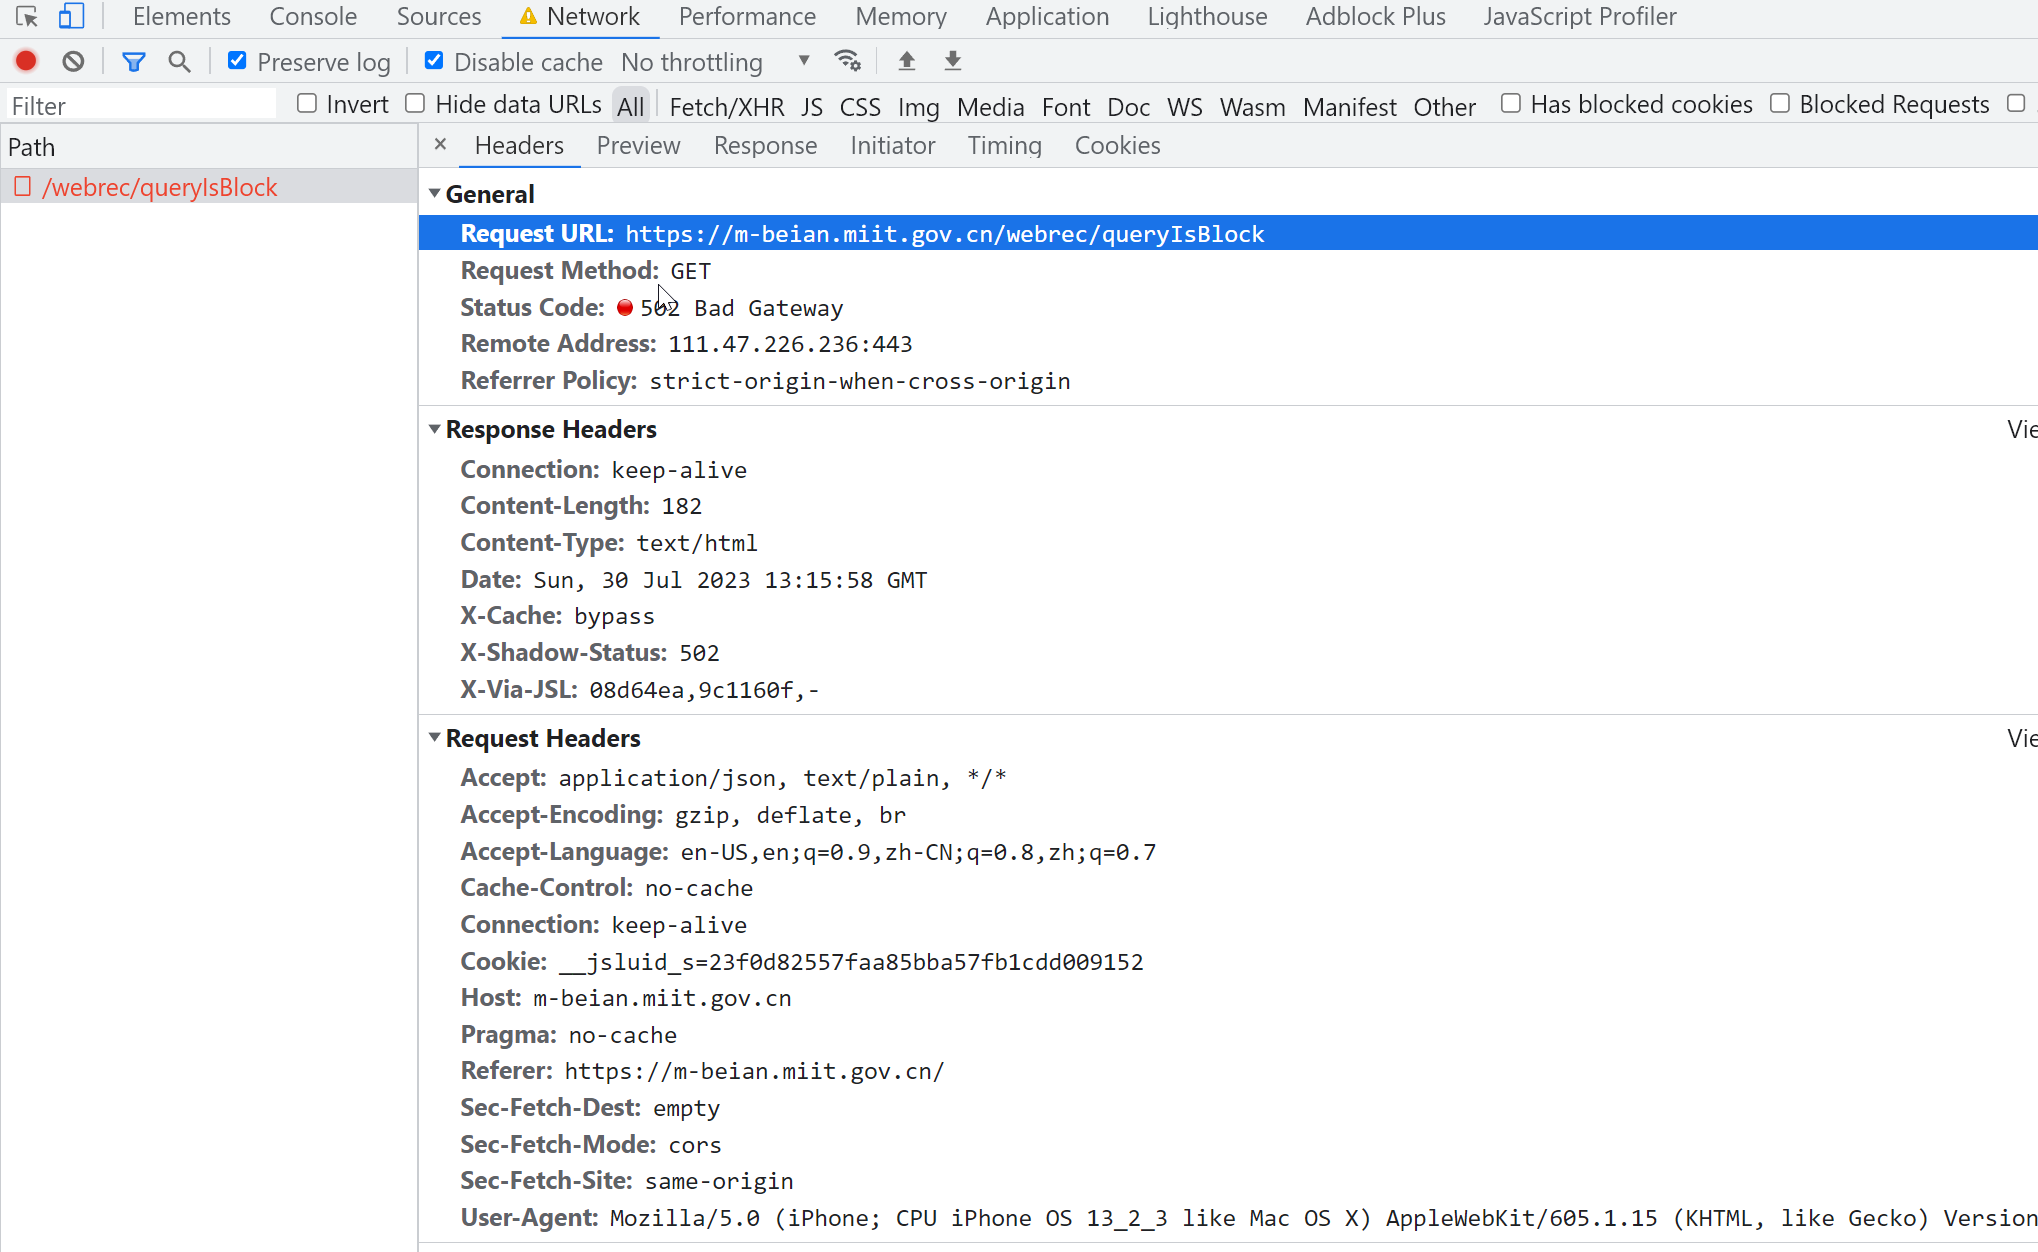 Elements Console Sources Network Performance Memory Application Lighthouse Adblock Plus JavaScript Profiler
Preserve log Disable cache No throttling
Filter Invert Hide data URLs All Fetch/XHR JS CSS Img Media Font Doc WS Wasm Manifest Other Has blocked cookies Blocked Requests
Path × Headers Preview Response Initiator Timing Cookies
/webrec/queryIsBlock
General
Request URL: https://m-beian.miit.gov.cn/webrec/queryIsBlock
Request Method: GET
Status Code: 502 Bad Gateway
Remote Address: 111.47.226.236:443
Referrer Policy: strict-origin-when-cross-origin
Response Headers Vie
Connection: keep-alive
Content-Length: 182
Content-Type: text/html
Date: Sun, 30 Jul 2023 13:15:58 GMT
X-Cache: bypass
X-Shadow-Status: 502
X-Via-JSL: 08d64ea,9c1160f,-
Request Headers Vie
Accept: application/json, text/plain, */*
Accept-Encoding: gzip, deflate, br
Accept-Language: en-US,en;q=0.9,zh-CN;q=0.8,zh;q=0.7
Cache-Control: no-cache
Connection: keep-alive
Cookie: __jsluid_s=23f0d82557faa85bba57fb1cdd009152
Host: m-beian.miit.gov.cn
Pragma: no-cache
Referer: https://m-beian.miit.gov.cn/
Sec-Fetch-Dest: empty
Sec-Fetch-Mode: cors
Sec-Fetch-Site: same-origin
User-Agent: Mozilla/5.0 (iPhone; CPU iPhone OS 13_2_3 like Mac OS X) AppleWebKit/605.1.15 (KHTML, like Gecko) Version